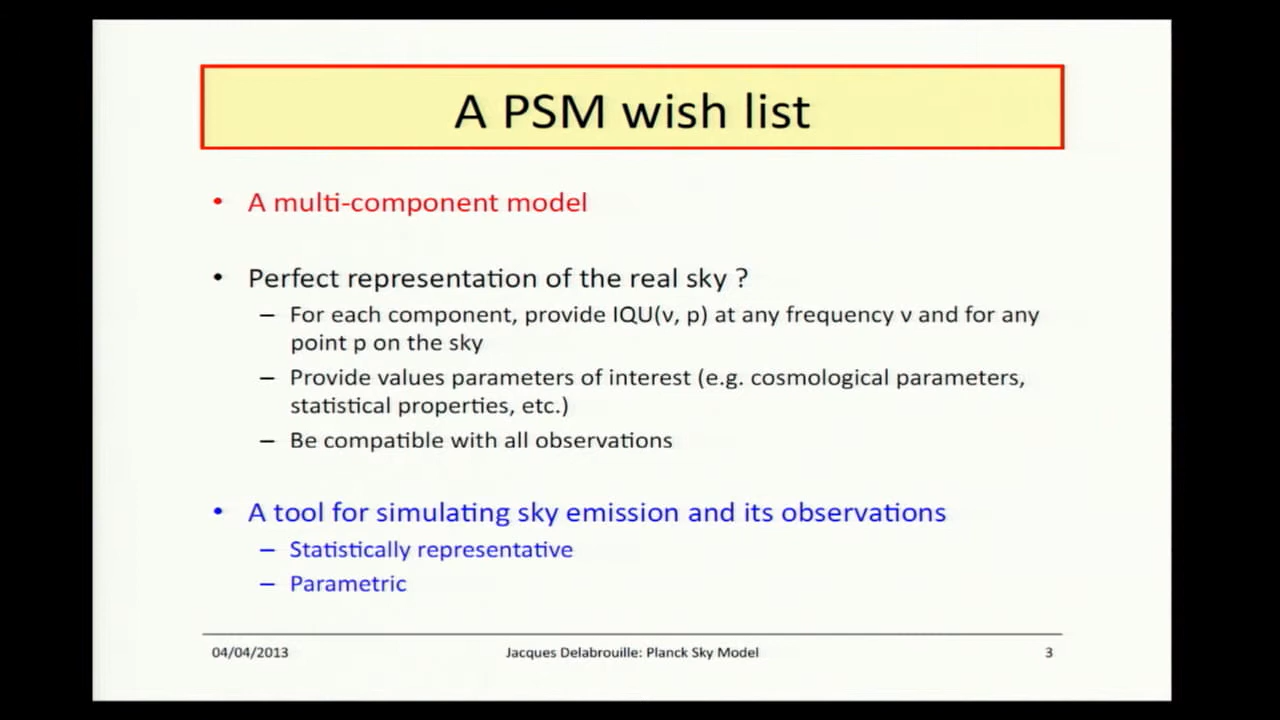 A PSM wish list
• A multi-component model
• Perfect representation of the real sky ?
– For each component, provide IQU(ν, p) at any frequency ν and for any
point p on the sky
– Provide values parameters of interest (e.g. cosmological parameters,
statistical properties, etc.)
– Be compatible with all observations
• A tool for simulating sky emission and its observations
– Statistically representative
– Parametric
04/04/2013 Jacques Delabrouille: Planck Sky Model 3